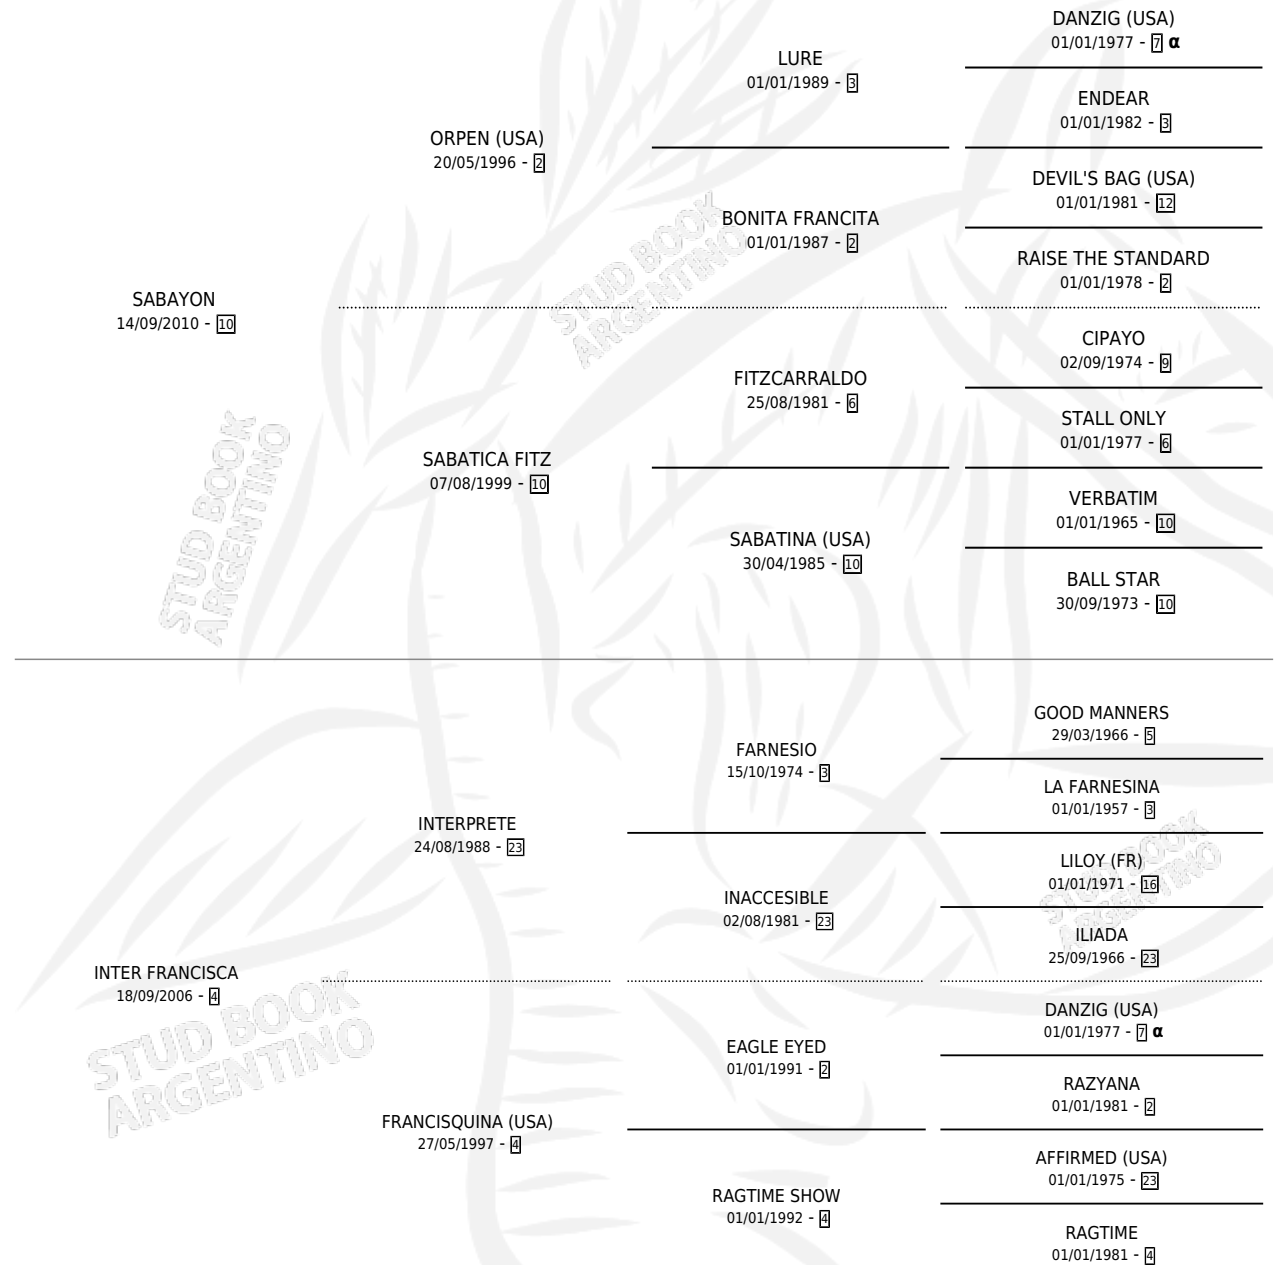 DANZIG (USA)
01/01/1977 - 7 α
LURE
01/01/1989 - 3
ENDEAR
01/01/1982 - 3
ORPEN (USA)
20/05/1996 - 2
DEVIL'S BAG (USA)
01/01/1981 - 12
BONITA FRANCITA
01/01/1987 - 2
RAISE THE STANDARD
01/01/1978 - 2
SABAYON
14/09/2010 - 10
STUD BOOK
ARGENTINO
CIPAYO
02/09/1974 - 9
FITZCARRALDO
25/08/1981 - 6
STALL ONLY
01/01/1977 - 6
SABATICA FITZ
07/08/1999 - 10
VERBATIM
01/01/1965 - 10
SABATINA (USA)
30/04/1985 - 10
BALL STAR
30/09/1973 - 10
STUD BOOK
ARGENTINO
GOOD MANNERS
29/03/1966 - 5
FARNESIO
15/10/1974 - 3
LA FARNESINA
01/01/1957 - 3
INTERPRETE
24/08/1988 - 23
LILOY (FR)
01/01/1971 - 16
INACCESIBLE
02/08/1981 - 23
ILIADA
25/09/1966 - 23
STUD BOOK
ARGENTINO
INTER FRANCISCA
18/09/2006 - 4
STUD BOOK
ARGENTINO
DANZIG (USA)
01/01/1977 - 7 α
EAGLE EYED
01/01/1991 - 2
RAZYANA
01/01/1981 - 2
FRANCISQUINA (USA)
27/05/1997 - 4
AFFIRMED (USA)
01/01/1975 - 23
RAGTIME SHOW
01/01/1992 - 4
RAGTIME
01/01/1981 - 4